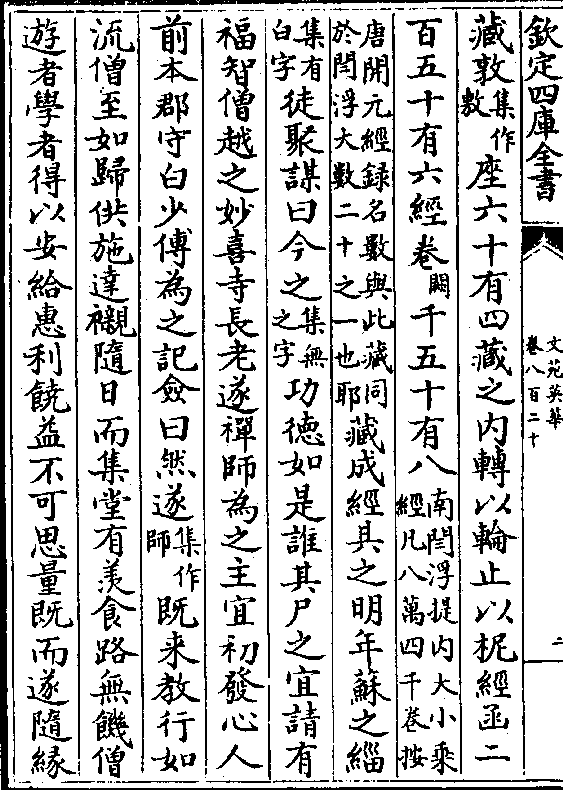 欽定四庫全書
文苑英華
卷八百二十
二
藏敦集作敷座六十有四藏之内轉以輪止以柅經函二
百五十有六經卷闕千五十有八南閻浮提内大小乘經凡八萬四千卷按
唐開元經録名數與此藏同於閻浮大數二十之一也耶藏成經具之明年蘇之緇
集有白字徒聚謀曰今之集無之字功德如是誰其尸之宜請有
福智僧越之妙喜寺長老遂禪師為之主宜初發心人
前本郡守白少傅為之記僉曰然遂集作師既来教行如
流僧至如歸供施達襯隨日而集堂有羡食路無饑僧
遊者學者得以安給惠利饒益不可思量既而遂隨緣